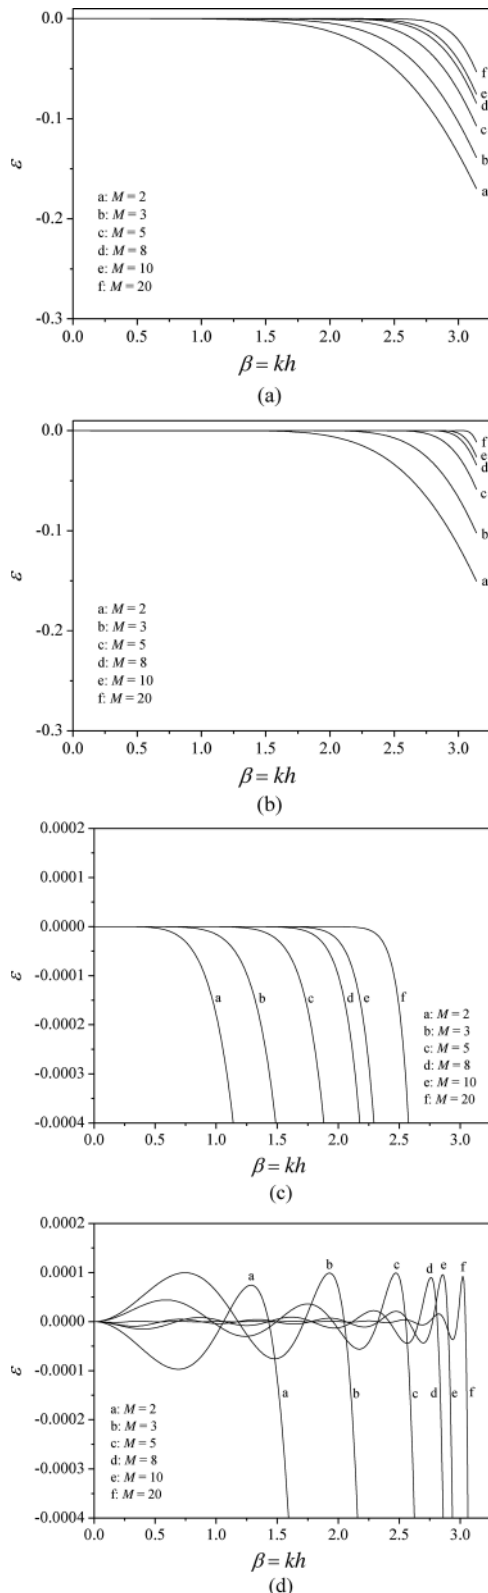 0.0
-0.1
-0.2
-0.3
ε
a: M = 2
b: M = 3
c: M = 5
d: M = 8
e: M = 10
f: M = 20
f
e
d
c
b
a
0.0 0.5 1.0 1.5 2.0 2.5 3.0
β = kh
(a)
0.0
-0.1
-0.2
-0.3
ε
a: M = 2
b: M = 3
c: M = 5
d: M = 8
e: M = 10
f: M = 20
f
e
d
c
b
a
0.0 0.5 1.0 1.5 2.0 2.5 3.0
β = kh
(b)
0.0002
0.0001
0.0000
-0.0001
-0.0002
-0.0003
-0.0004
ε
a b c d e f
a: M = 2
b: M = 3
c: M = 5
d: M = 8
e: M = 10
f: M = 20
0.0 0.5 1.0 1.5 2.0 2.5 3.0
β = kh
(c)
0.0002
0.0001
0.0000
-0.0001
-0.0002
-0.0003
-0.0004
ε
a b c d e f
a b c d e f
a: M = 2
b: M = 3
c: M = 5
d: M = 8
e: M = 10
f: M = 20
0.0 0.5 1.0 1.5 2.0 2.5 3.0
β = kh
(d)